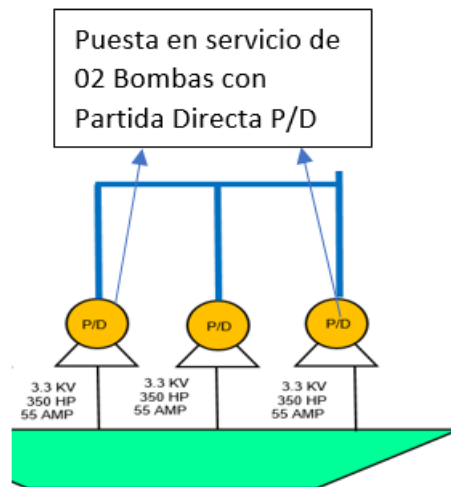 Puesta en servicio de
02 Bombas con
Partida Directa P/D
P/D
P/D
P/D
3.3 KV
350 HP
55 AMP
3.3 KV
350 HP
55 AMP
3.3 KV
350 HP
55 AMP